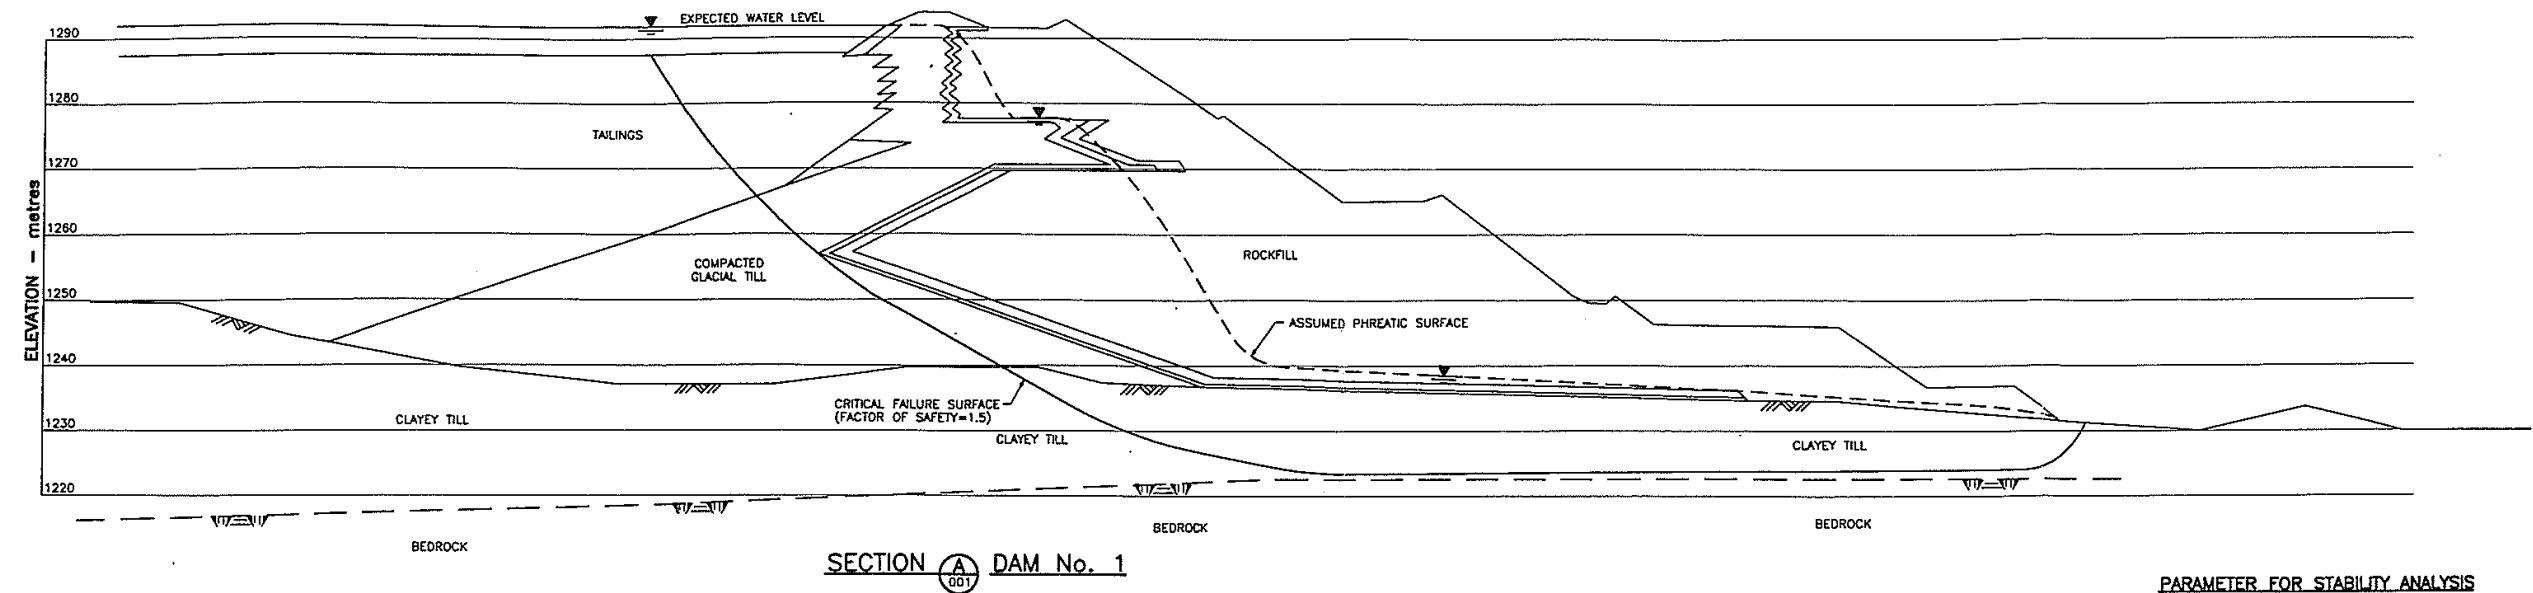 EXPECTED WATER LEVEL
1290
1280
TAILINGS
1270
ELEVATION - metres
1260
COMPACTED
GLACIAL TILL
ROCKFILL
1250
ASSUMED PHREATIC SURFACE
1240
CRITICAL FAILURE SURFACE
(FACTOR OF SAFETY=1.5)
CLAYEY TILL
1230
CLAYEY TILL
CLAYEY TILL
1220
BEDROCK
BEDROCK
BEDROCK
SECTION A 001 DAM No. 1
PARAMETER FOR STABILITY ANALYSIS